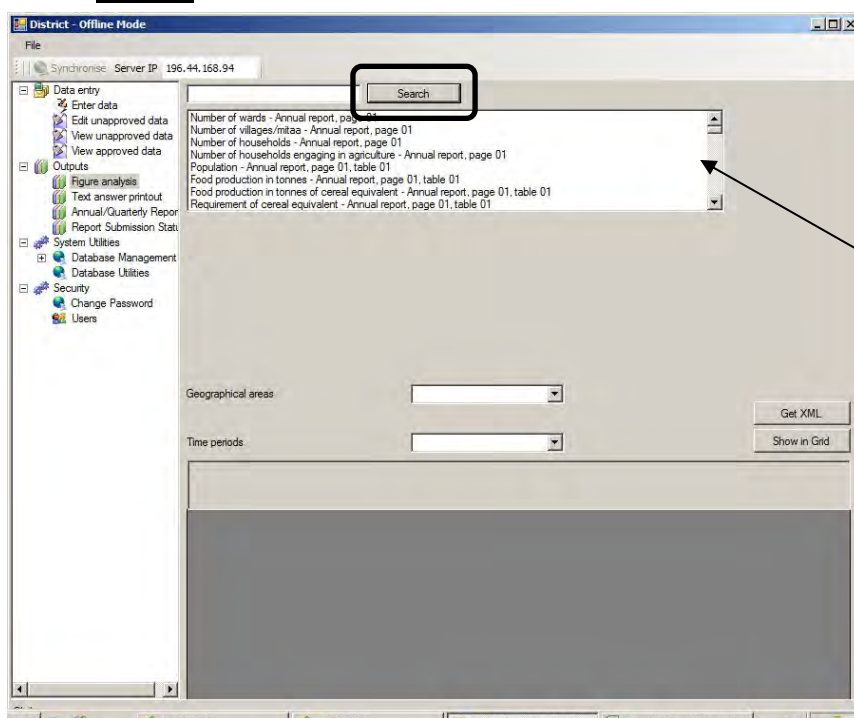 District - Offline Mode
File
Synchronise Server IP 196.44.168.94
Data entry
Enter data
Edit unapproved data
View unapproved data
View approved data
Outputs
Figure analysis
Text answer printout
Annual/Quarterly Repor
Report Submission Statu
System Utilities
Database Management
Database Utilities
Security
Change Password
Users
Search
Number of wards - Annual report, page 01
Number of villages/mitaa - Annual report, page 01
Number of households - Annual report, page 01
Number of households engaging in agriculture - Annual report, page 01
Population - Annual report, page 01, table 01
Food production in tonnes - Annual report, page 01, table 01
Food production in tonnes of cereal equivalent - Annual report, page 01, table 01
Requirement of cereal equivalent - Annual report, page 01, table 01
Geographical areas
Get XML
Time periods
Show in Grid